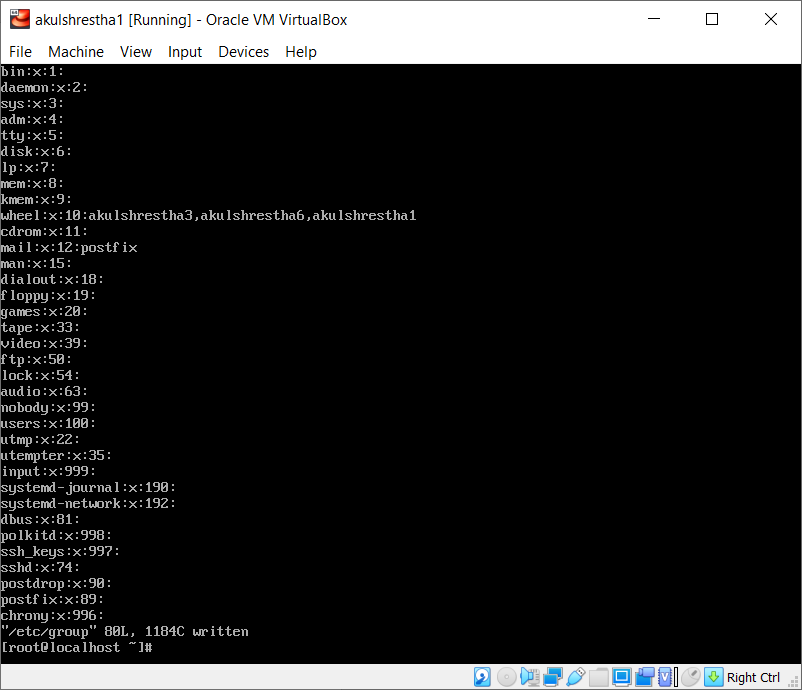 akulshrestha1 [Running] - Oracle VM VirtualBox
File Machine View Input Devices Help
bin:x:1:
daemon:x:2:
sys:x:3:
adm:x:4:
tty:x:5:
disk:x:6:
lp:x:7:
mem:x:8:
kmem:x:9:
wheel:x:10:akulshrestha3,akulshrestha6,akulshrestha1
cdrom:x:11:
mail:x:12:postfix
man:x:15:
dialout:x:18:
floppy:x:19:
games:x:20:
tape:x:33:
video:x:39:
ftp:x:50:
lock:x:54:
audio:x:63:
nobody:x:99:
users:x:100:
utmp:x:22:
utempter:x:35:
input:x:999:
systemd-journal:x:190:
systemd-network:x:192:
dbus:x:81:
polkitd:x:998:
ssh_keys:x:997:
sshd:x:74:
postdrop:x:90:
postfix:x:89:
chrony:x:996:
"/etc/group" 80L, 1184C written
[root@localhost ~]#
Right Ctrl